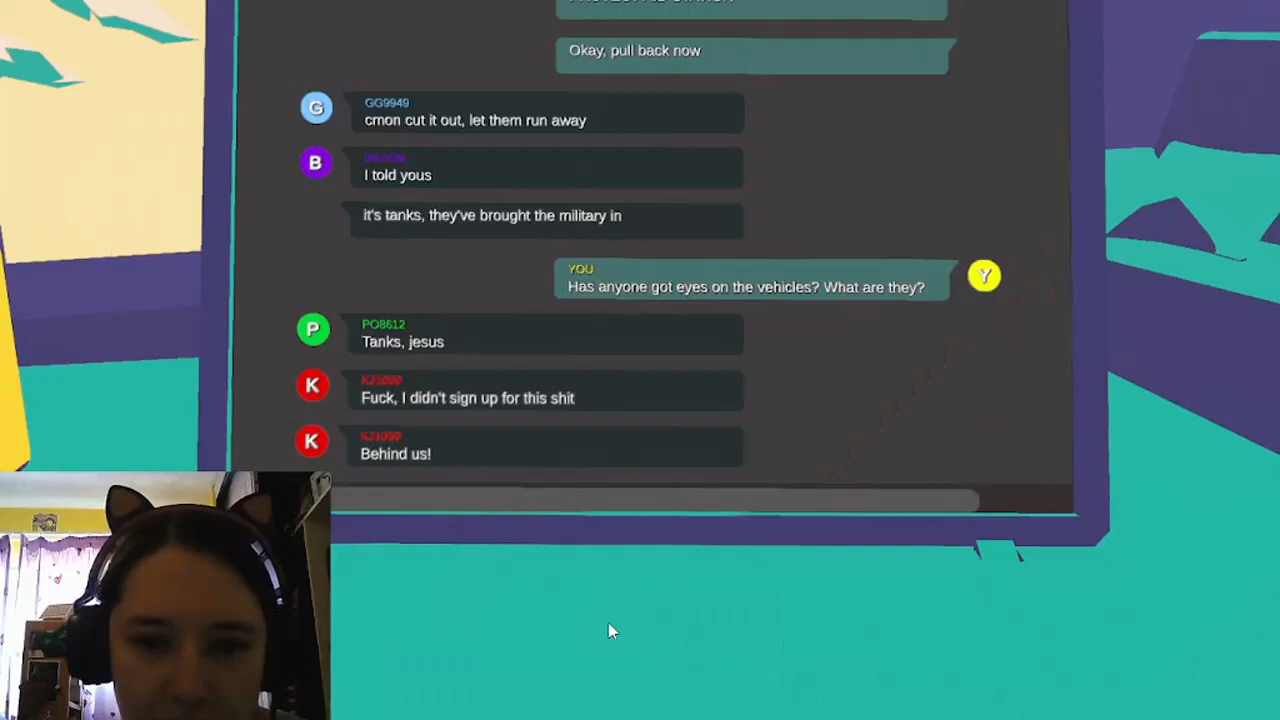 Okay, pull back now
G
GG9949
cmon cut it out, let them run away
B
I told yous
it's tanks, they've brought the military in
YOU
Y
Has anyone got eyes on the vehicles? What are they?
P
PO8612
Tanks, jesus
K
Fuck, I didn't sign up for this shit
K
KJ1099
Behind us!